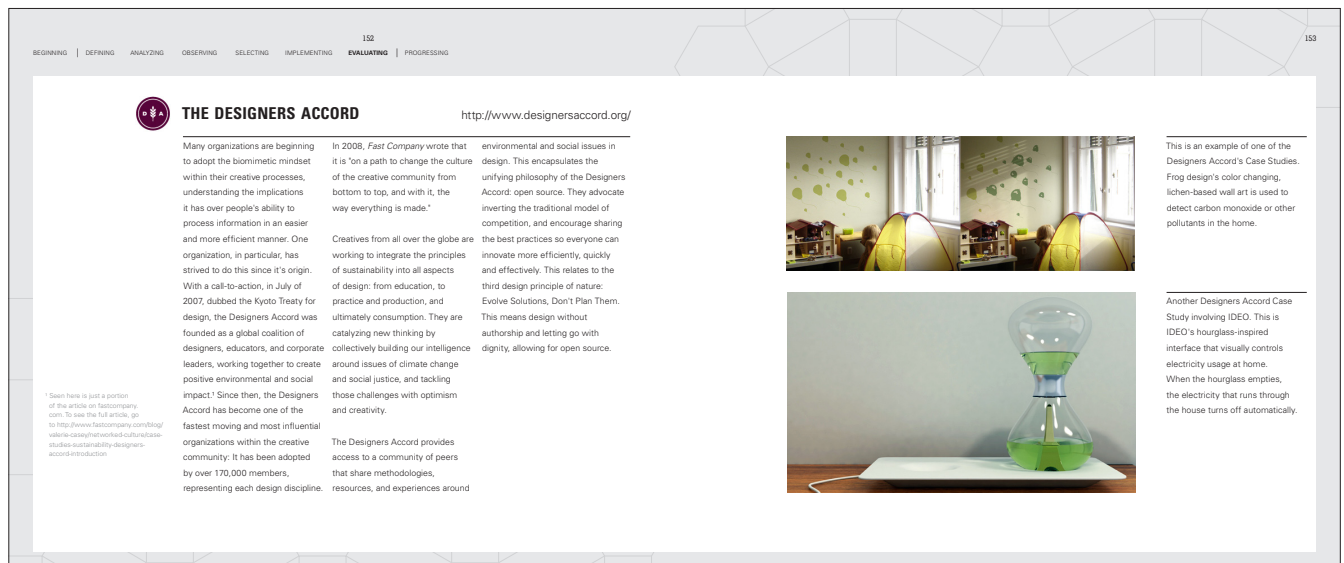 152
153
BEGINNING | DEFINING ANALYZING OBSERVING SELECTING IMPLEMENTING EVALUATING | PROGRESSING
D A
THE DESIGNERS ACCORD
http://www.designersaccord.org/
Many organizations are beginning
to adopt the biomimetic mindset
within their creative processes,
understanding the implications
it has over people's ability to
process information in an easier
and more efficient manner. One
organization, in particular, has
strived to do this since it's origin.
With a call-to-action, in July of
2007, dubbed the Kyoto Treaty for
design, the Designers Accord was
founded as a global coalition of
designers, educators, and corporate
leaders, working together to create
positive environmental and social
impact.¹ Since then, the Designers
Accord has become one of the
fastest moving and most influential
organizations within the creative
community: It has been adopted
by over 170,000 members,
representing each design discipline.
In 2008, Fast Company wrote that
it is "on a path to change the culture
of the creative community from
bottom to top, and with it, the
way everything is made."
Creatives from all over the globe are
working to integrate the principles
of sustainability into all aspects
of design: from education, to
practice and production, and
ultimately consumption. They are
catalyzing new thinking by
collectively building our intelligence
around issues of climate change
and social justice, and tackling
those challenges with optimism
and creativity.
The Designers Accord provides
access to a community of peers
that share methodologies,
resources, and experiences around
environmental and social issues in
design. This encapsulates the
unifying philosophy of the Designers
Accord: open source. They advocate
inverting the traditional model of
competition, and encourage sharing
the best practices so everyone can
innovate more efficiently, quickly
and effectively. This relates to the
third design principle of nature:
Evolve Solutions, Don't Plan Them.
This means design without
authorship and letting go with
dignity, allowing for open source.
¹ Seen here is just a portion
of the article on fastcompany.
com. To see the full article, go
to http://www.fastcompany.com/blog/
valerie-casey/networked-culture/case-
studies-sustainability-designers-
accord-introduction
This is an example of one of the
Designers Accord's Case Studies.
Frog design's color changing,
lichen-based wall art is used to
detect carbon monoxide or other
pollutants in the home.
Another Designers Accord Case
Study involving IDEO. This is
IDEO's hourglass-inspired
interface that visually controls
electricity usage at home.
When the hourglass empties,
the electricity that runs through
the house turns off automatically.